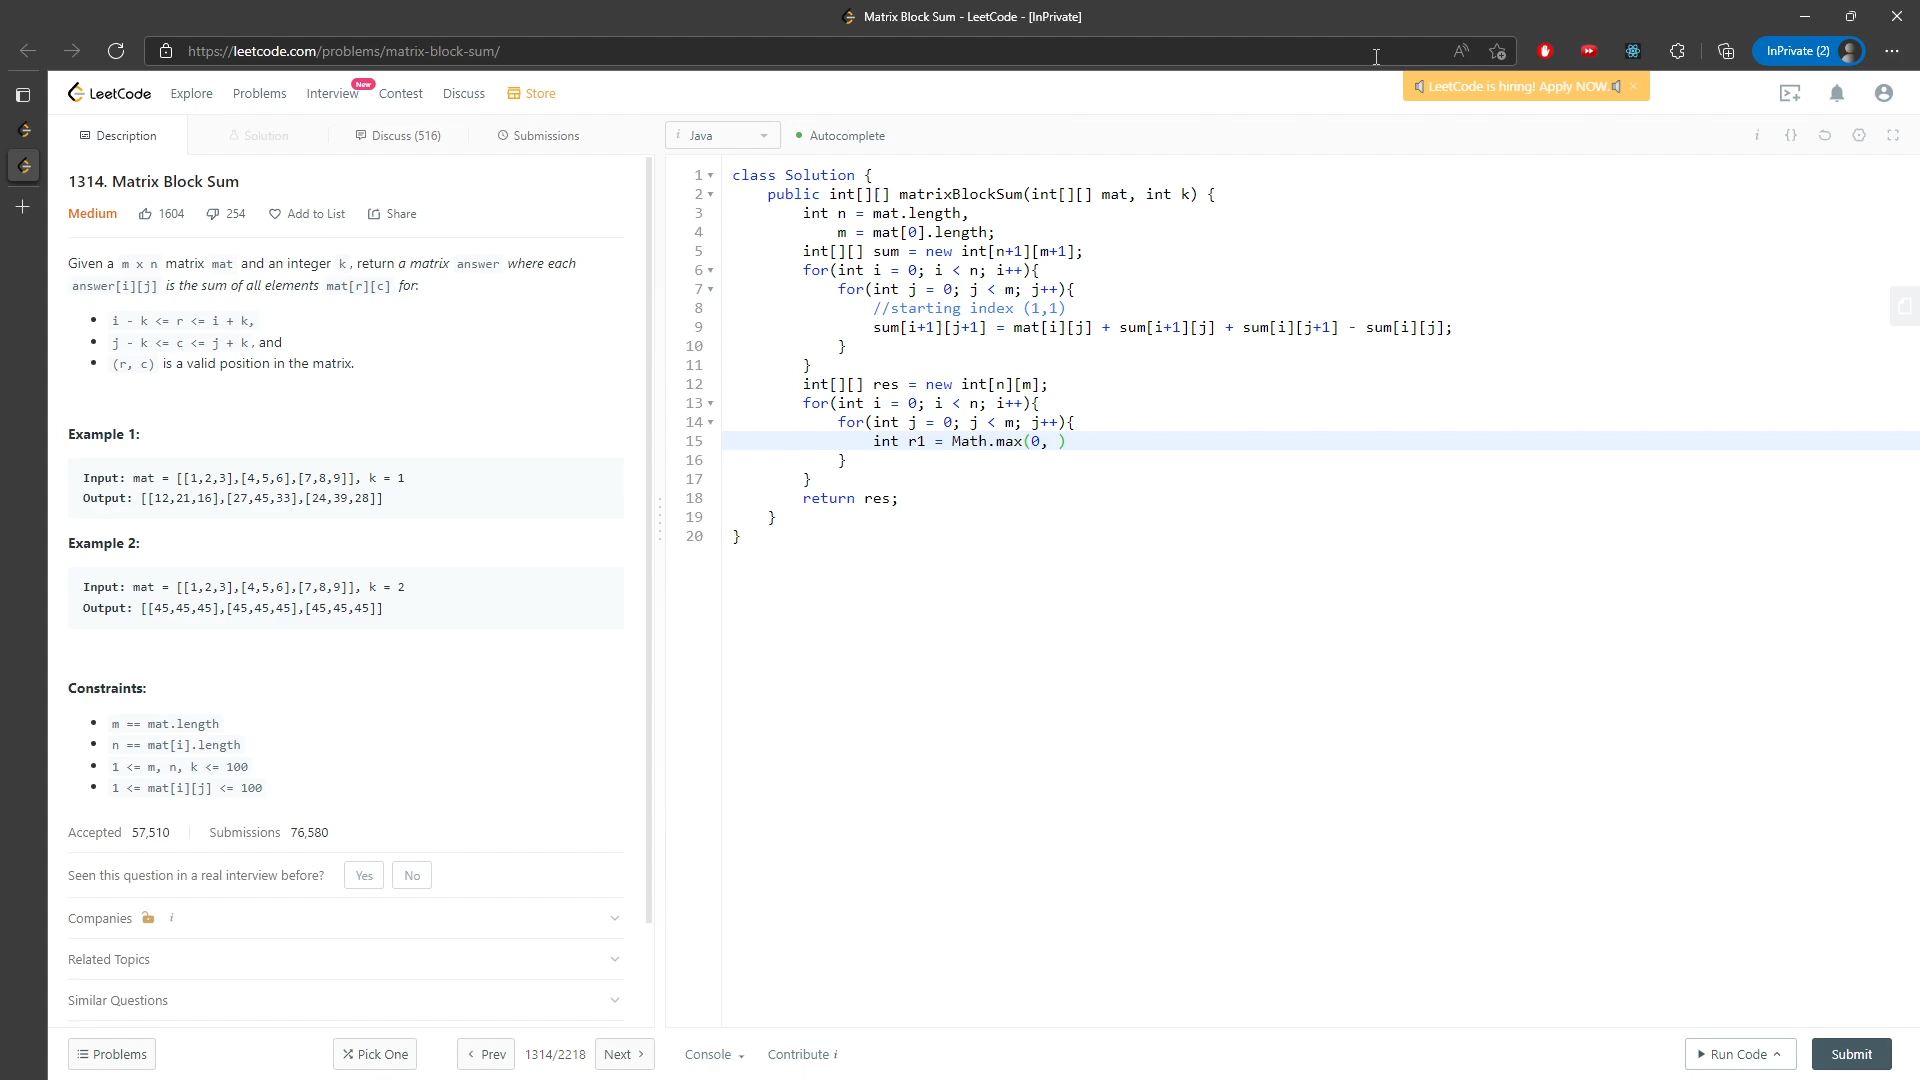 Matrix Block Sum - LeetCode - [InPrivate]
https://leetcode.com/problems/matrix-block-sum/
InPrivate (2)
LeetCode
Explore
Problems
Interview
New
Contest
Discuss
Store
LeetCode is hiring! Apply NOW.
Description
Solution
Discuss (516)
Submissions
i Java
Autocomplete
1314. Matrix Block Sum
Medium
1604
254
Add to List
Share
Given a m x n matrix mat and an integer k, return a matrix answer where each
answer[i][j] is the sum of all elements mat[r][c] for:
i - k <= r <= i + k,
j - k <= c <= j + k, and
(r, c) is a valid position in the matrix.
Example 1:
Input: mat = [[1,2,3],[4,5,6],[7,8,9]], k = 1
Output: [[12,21,16],[27,45,33],[24,39,28]]
Example 2:
Input: mat = [[1,2,3],[4,5,6],[7,8,9]], k = 2
Output: [[45,45,45],[45,45,45],[45,45,45]]
Constraints:
m == mat.length
n == mat[i].length
1 <= m, n, k <= 100
1 <= mat[i][j] <= 100
Accepted 57,510
Submissions 76,580
Seen this question in a real interview before?
Yes
No
Companies i
Related Topics
Similar Questions
1 class Solution {
2 public int[][] matrixBlockSum(int[][] mat, int k) {
3 int n = mat.length,
4 m = mat[0].length;
5 int[][] sum = new int[n+1][m+1];
6 for(int i = 0; i < n; i++){
7 for(int j = 0; j < m; j++){
8 //starting index (1,1)
9 sum[i+1][j+1] = mat[i][j] + sum[i+1][j] + sum[i][j+1] - sum[i][j];
10 }
11 }
12 int[][] res = new int[n][m];
13 for(int i = 0; i < n; i++){
14 for(int j = 0; j < m; j++){
15 int r1 = Math.max(0, )
16 }
17 }
18 return res;
19 }
20 }
Problems
Pick One
Prev
1314/2218
Next
Console
Contribute i
Run Code
Submit